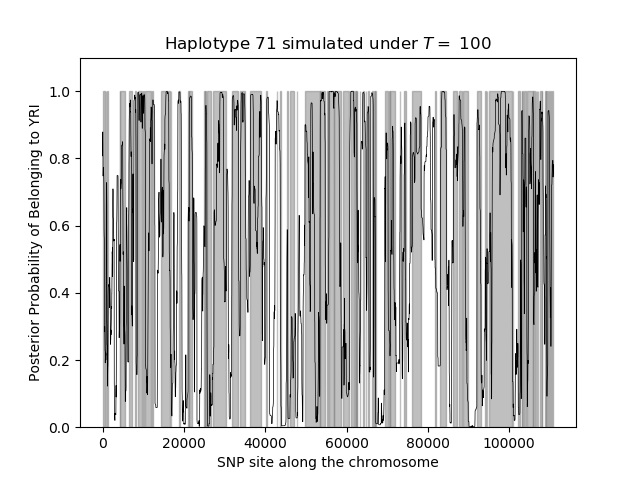 Haplotype 71 simulated under T = 100
Posterior Probability of Belonging to YRI
1.0
0.8
0.6
0.4
0.2
0.0
0 20000 40000 60000 80000 100000
SNP site along the chromosome